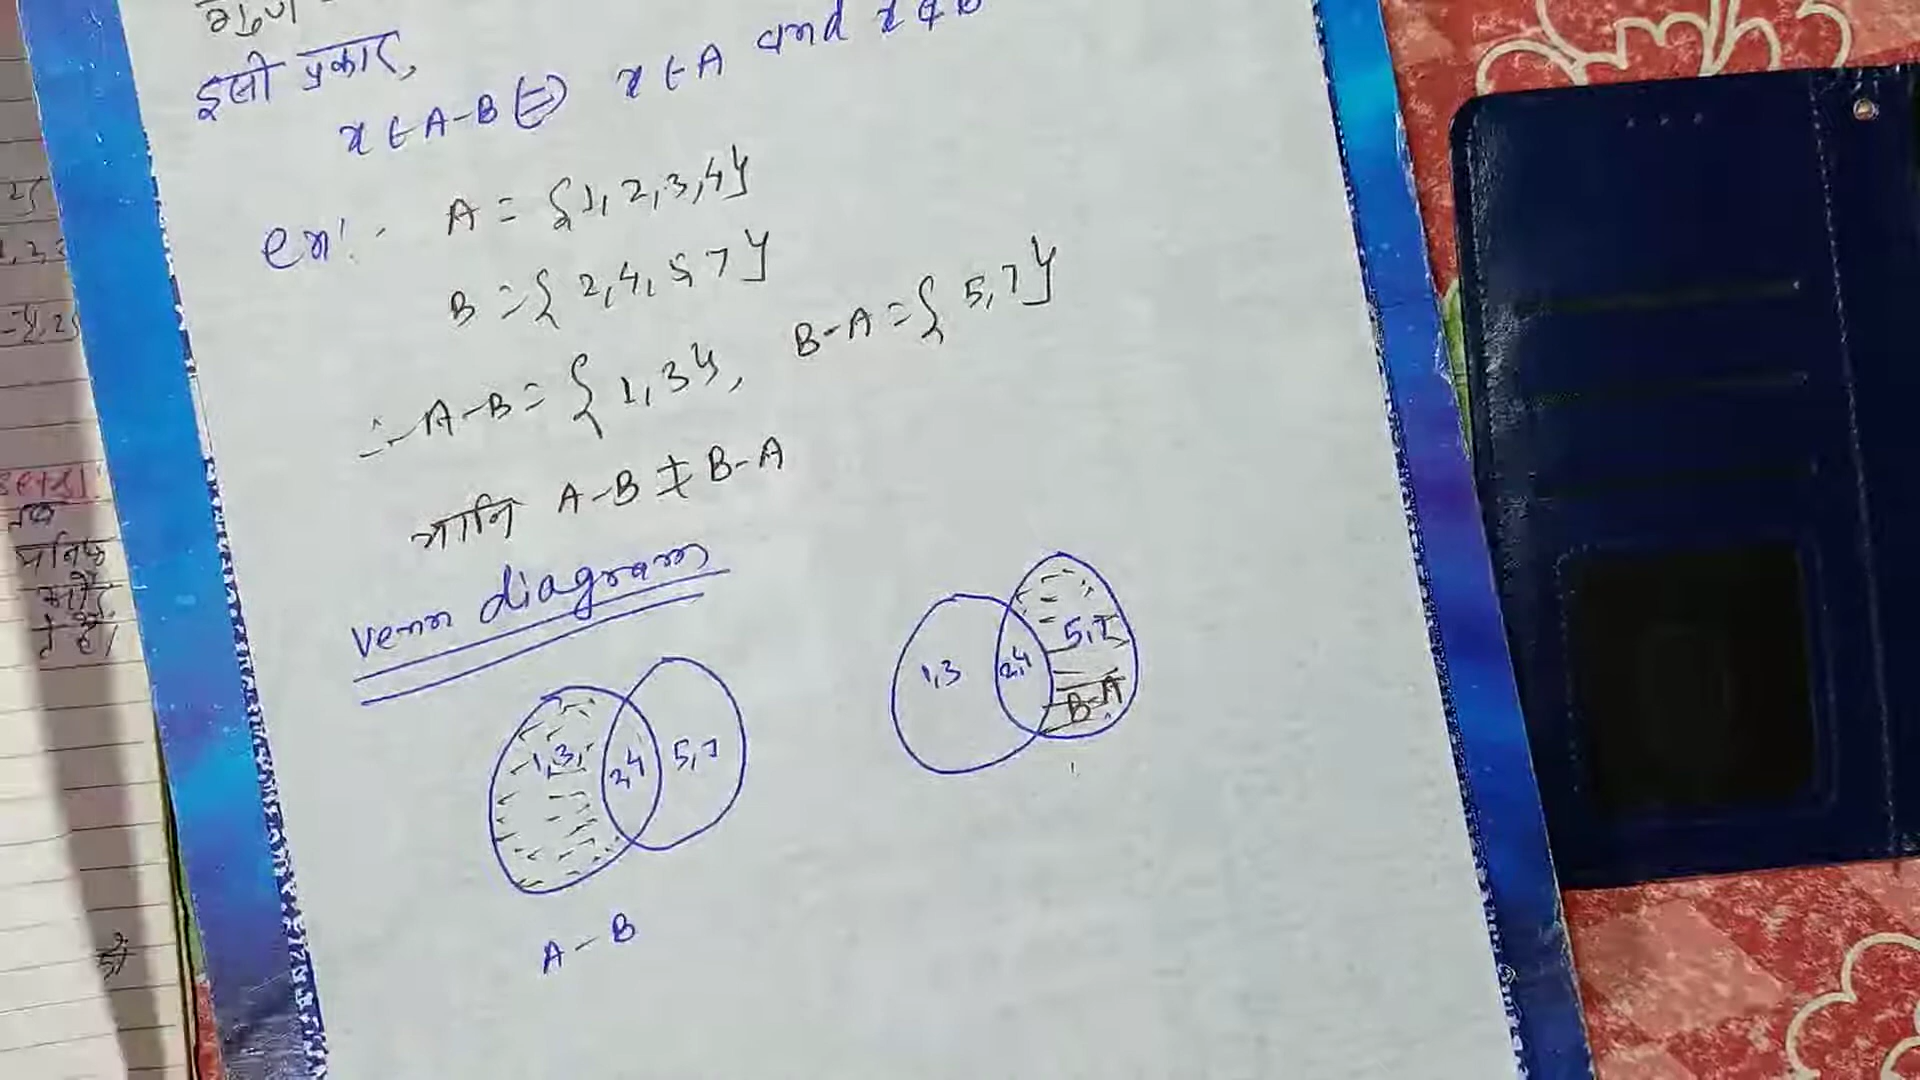 इसी प्रकार,
x ∈ A-B ⇔ x ∈ A and x ∉ B
ex:- A = {1, 2, 3, 4}
B = { 2, 4, 5, 7 }
∴ A-B = { 1, 3 }, B-A = { 5, 7 }
यानि A-B ≠ B-A
venn diagram
1,3, 2,4 5,7
A - B
1,3 2,4 5,7
B-A